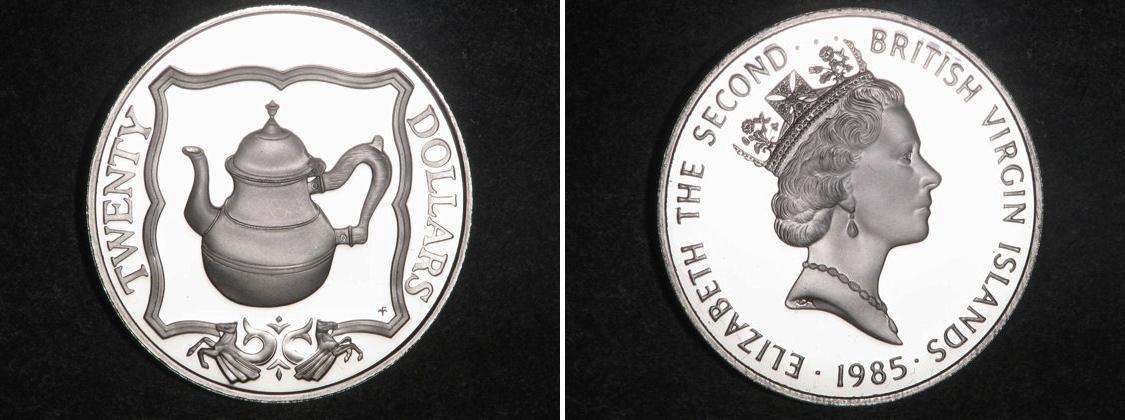 TWENTY
DOLLARS
ELIZABETH THE SECOND · · · · BRITISH VIRGIN ISLANDS · 1985 ·